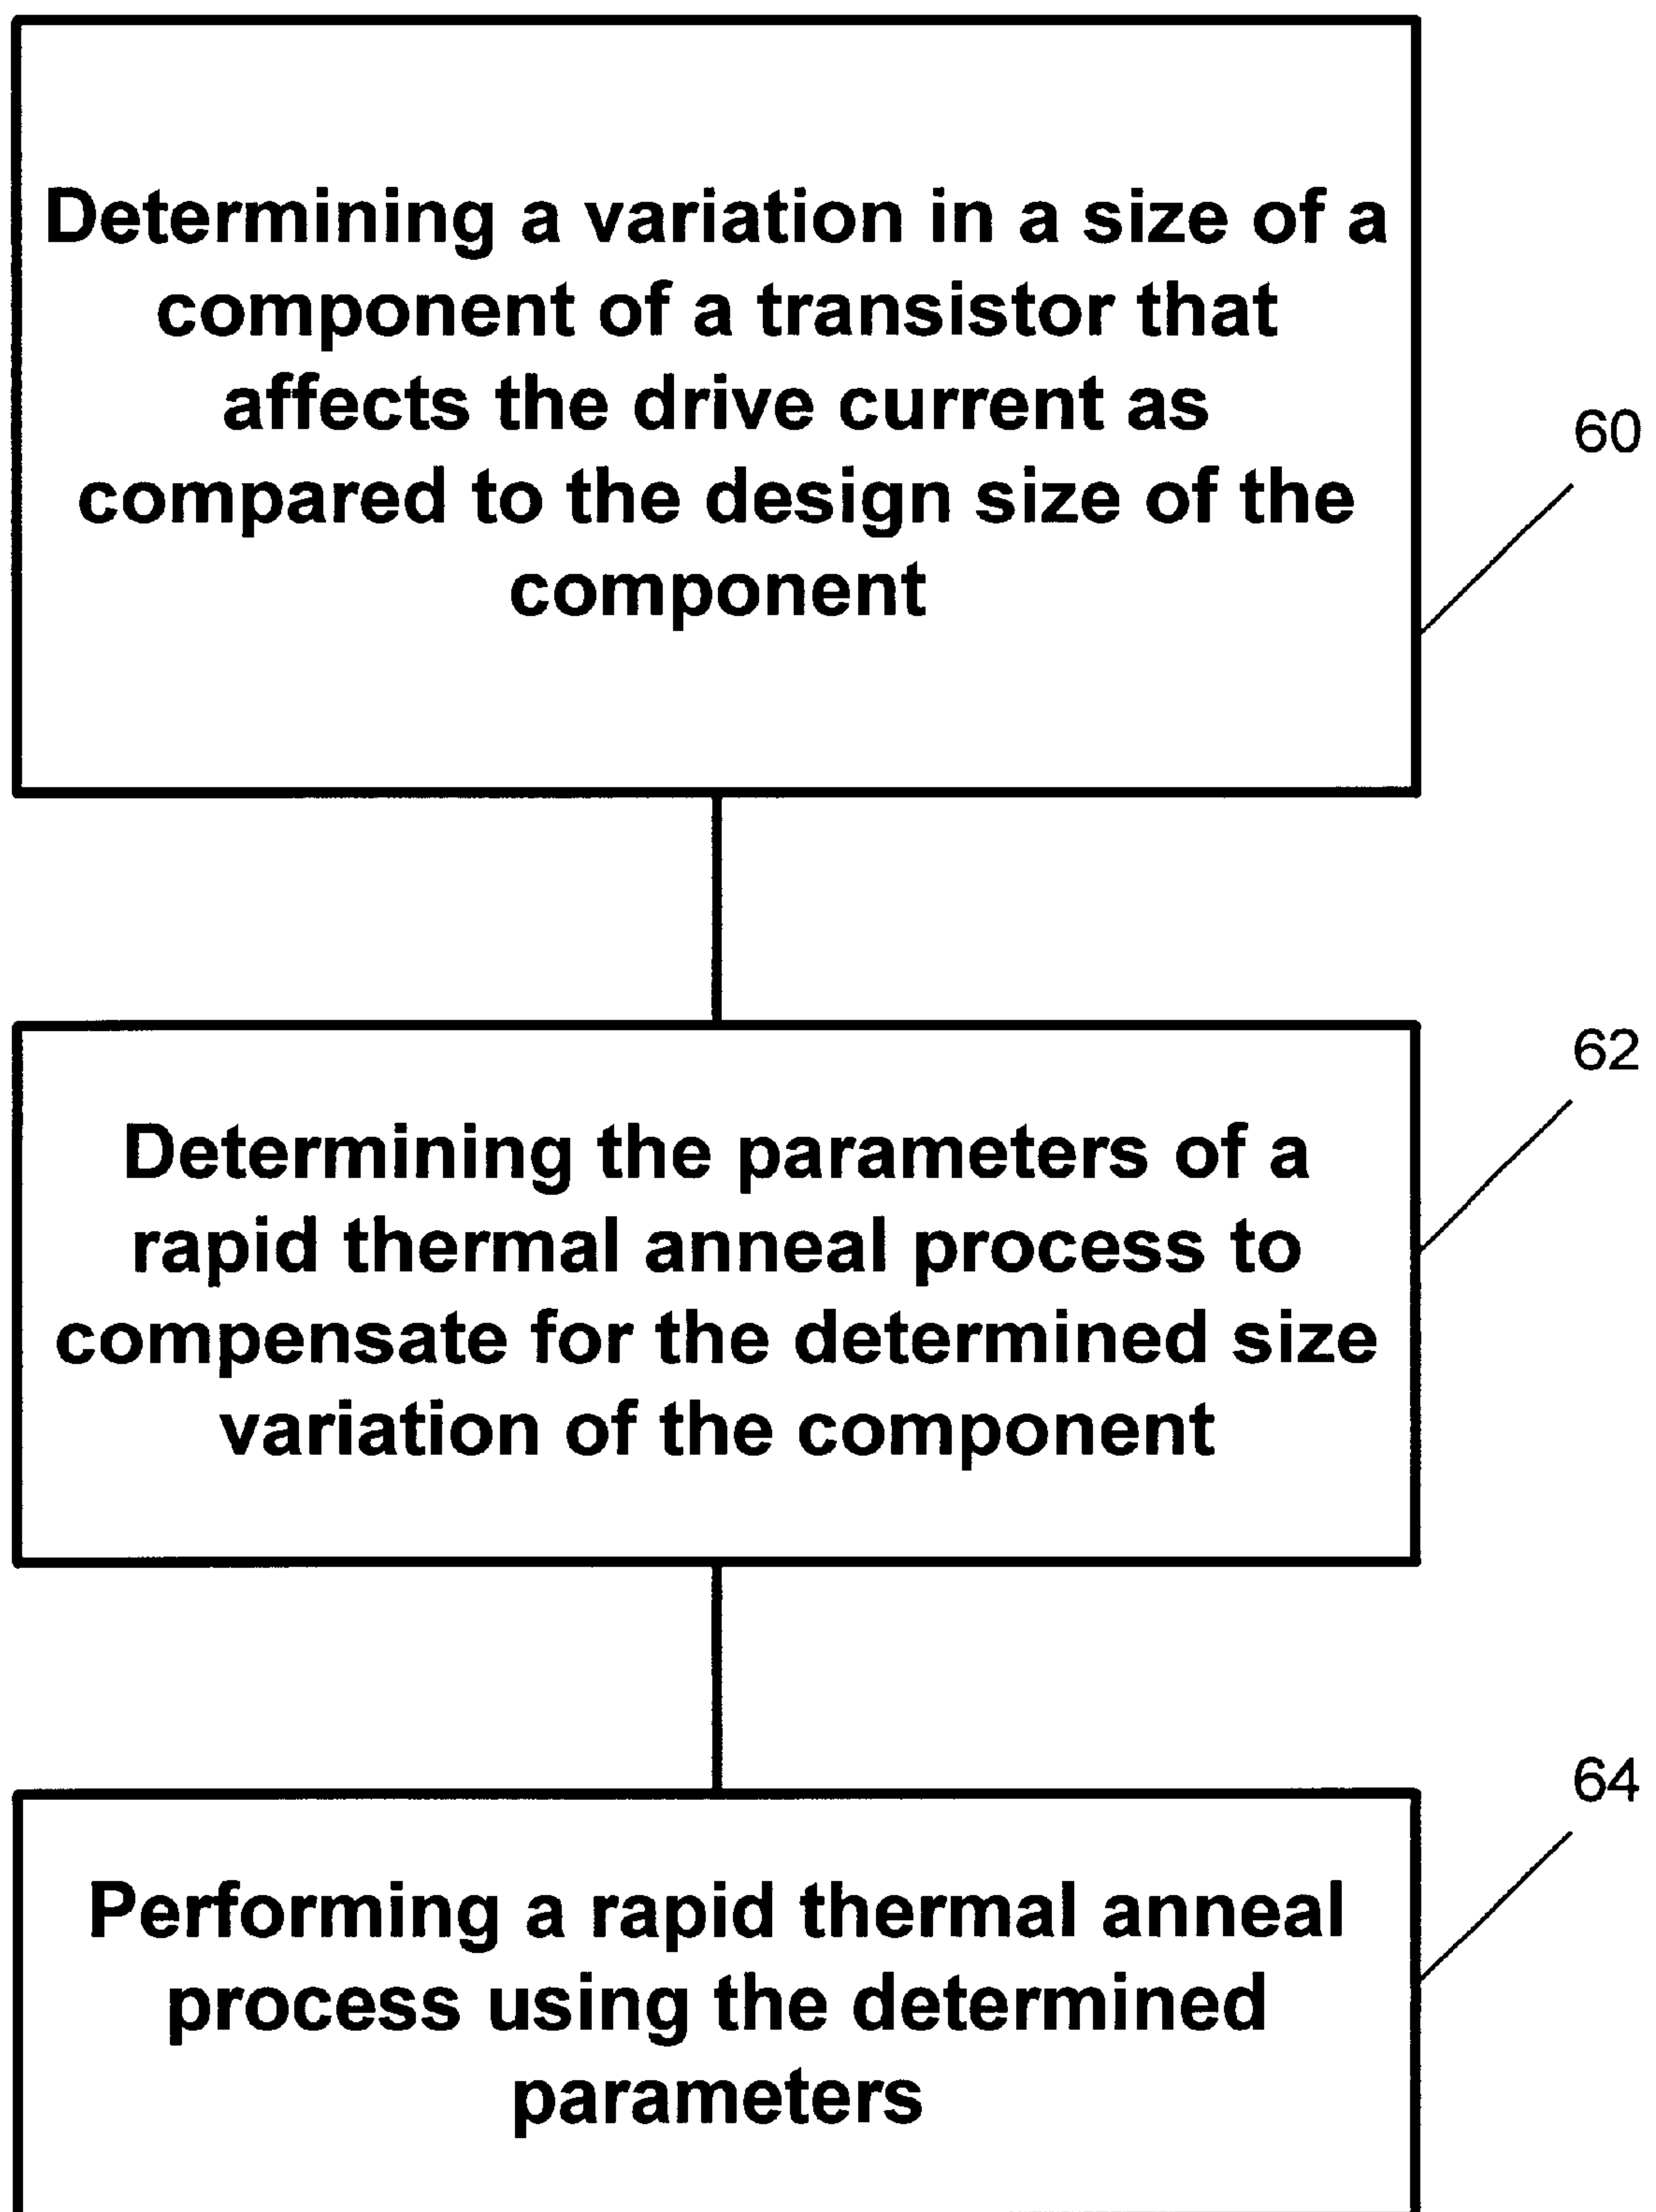 Determining a variation in a size of a
component of a transistor that
affects the drive current as
compared to the design size of the
component
60
Determining the parameters of a
rapid thermal anneal process to
compensate for the determined size
variation of the component
62
Performing a rapid thermal anneal
process using the determined
parameters
64